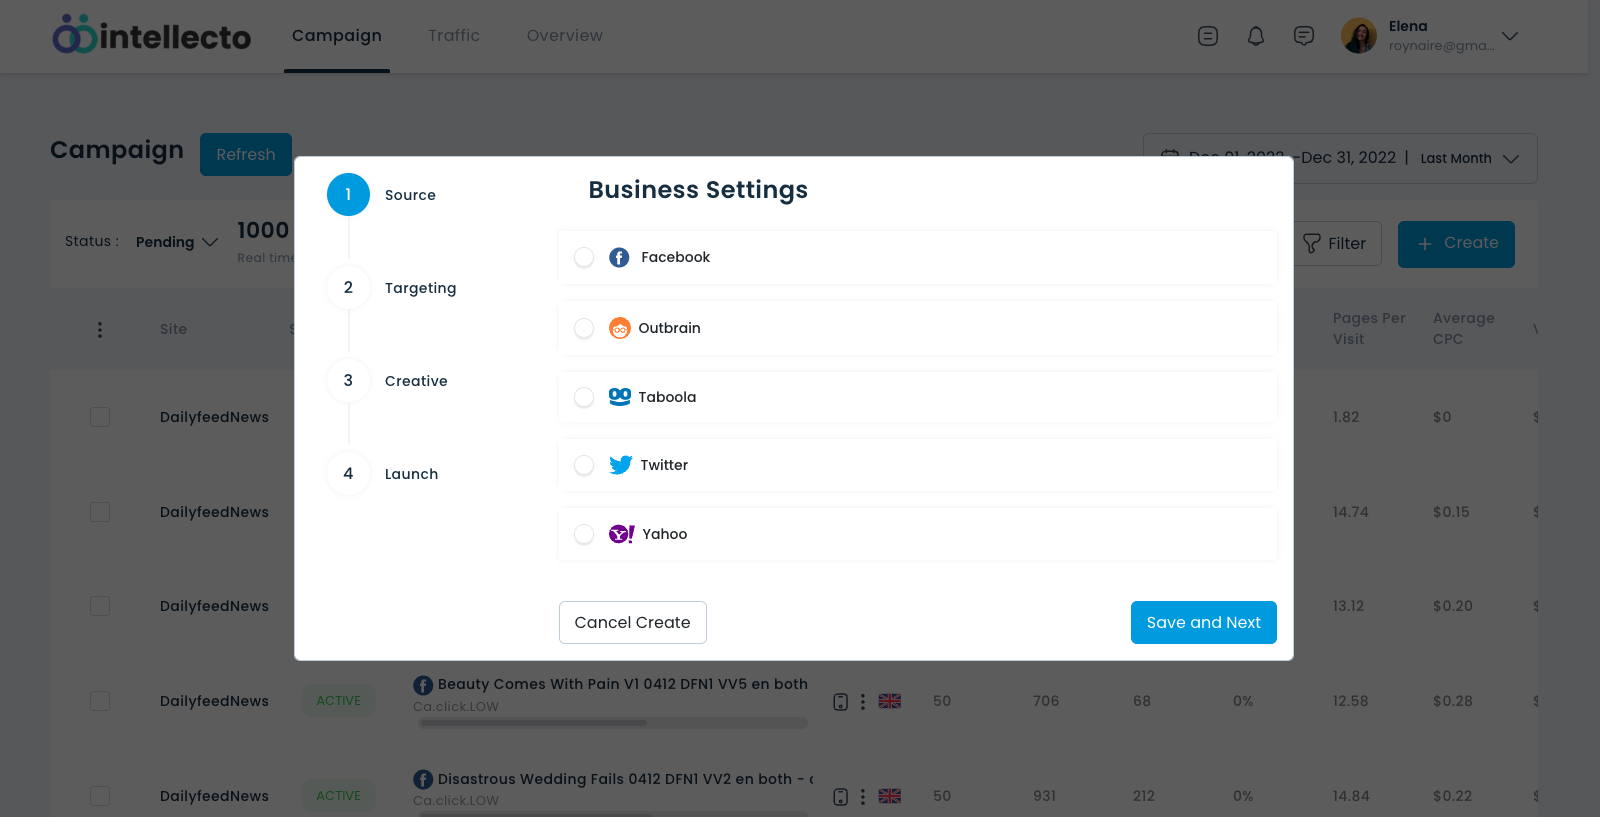 intellecto Campaign Traffic Overview
Elena
roynaire@gma...
Campaign Refresh
Dec 01, 2022 -Dec 31, 2022 | Last Month
1 Source
Business Settings
Status : Pending
1000
Real time
Filter
+ Create
Facebook
2 Targeting
Site
Pages Per Visit
Average CPC
Outbrain
3 Creative
Taboola
DailyfeedNews
1.82 $0
4 Launch
Twitter
DailyfeedNews
14.74 $0.15
Yahoo
DailyfeedNews
13.12 $0.20
Cancel Create
Save and Next
DailyfeedNews ACTIVE
Beauty Comes With Pain V1 0412 DFN1 VV5 en both
Ca.click.LOW
50 706 68 0% 12.58 $0.28
DailyfeedNews ACTIVE
Disastrous Wedding Fails 0412 DFN1 VV2 en both -
Ca.click.LOW
50 931 212 0% 14.84 $0.22